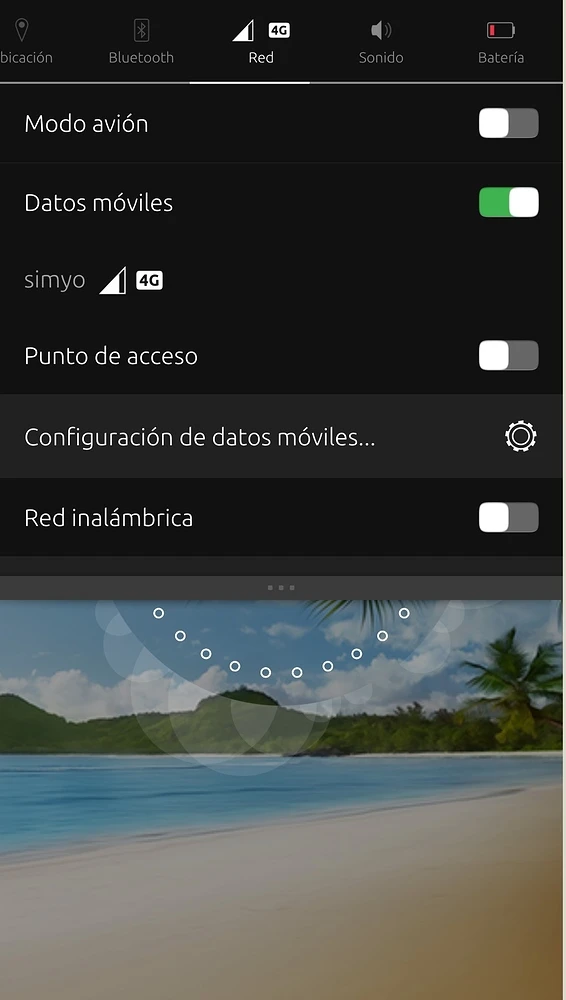 4G
bicación Bluetooth Red Sonido Batería
Modo avión
Datos móviles
simyo 4G
Punto de acceso
Configuración de datos móviles...
Red inalámbrica